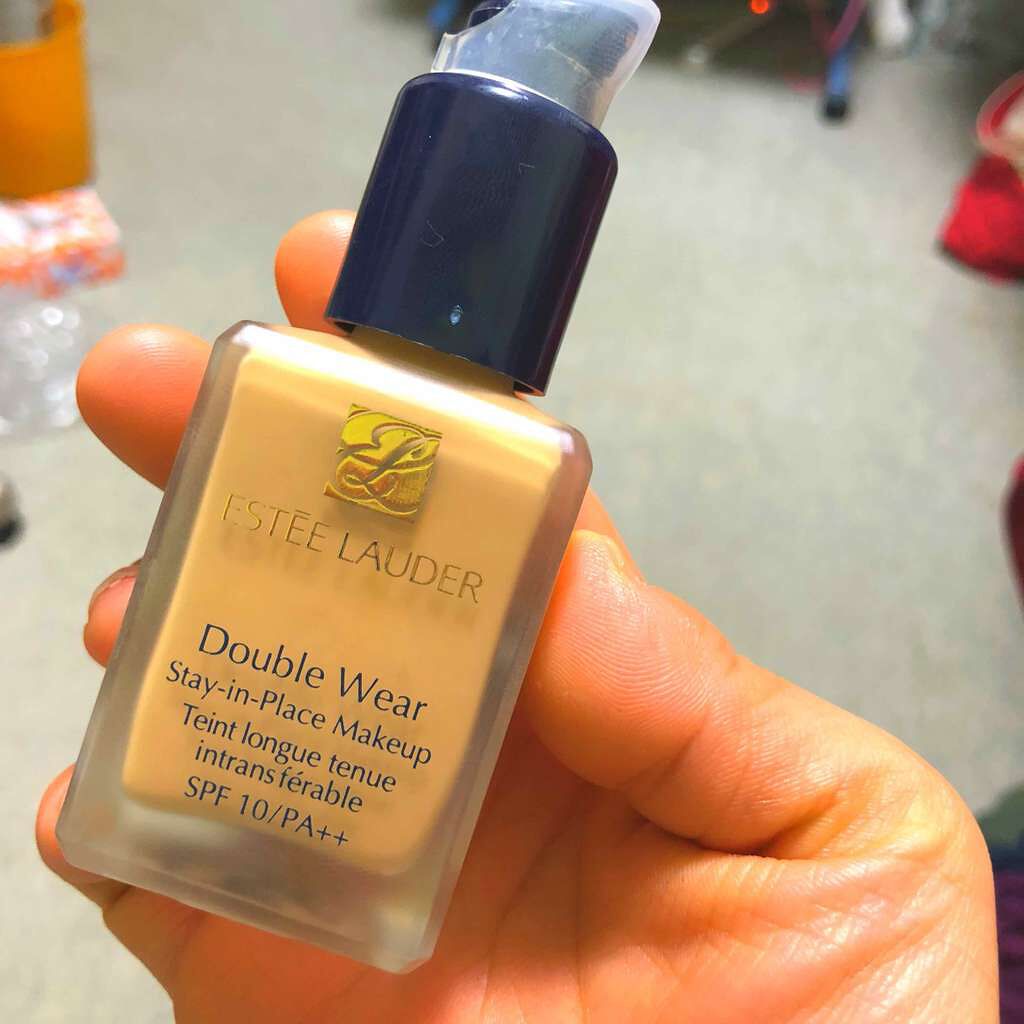 ESTĒE LAUDER
Double Wear
Stay-in-Place Makeup
Teint longue tenue
intransférable
SPF 10/PA++